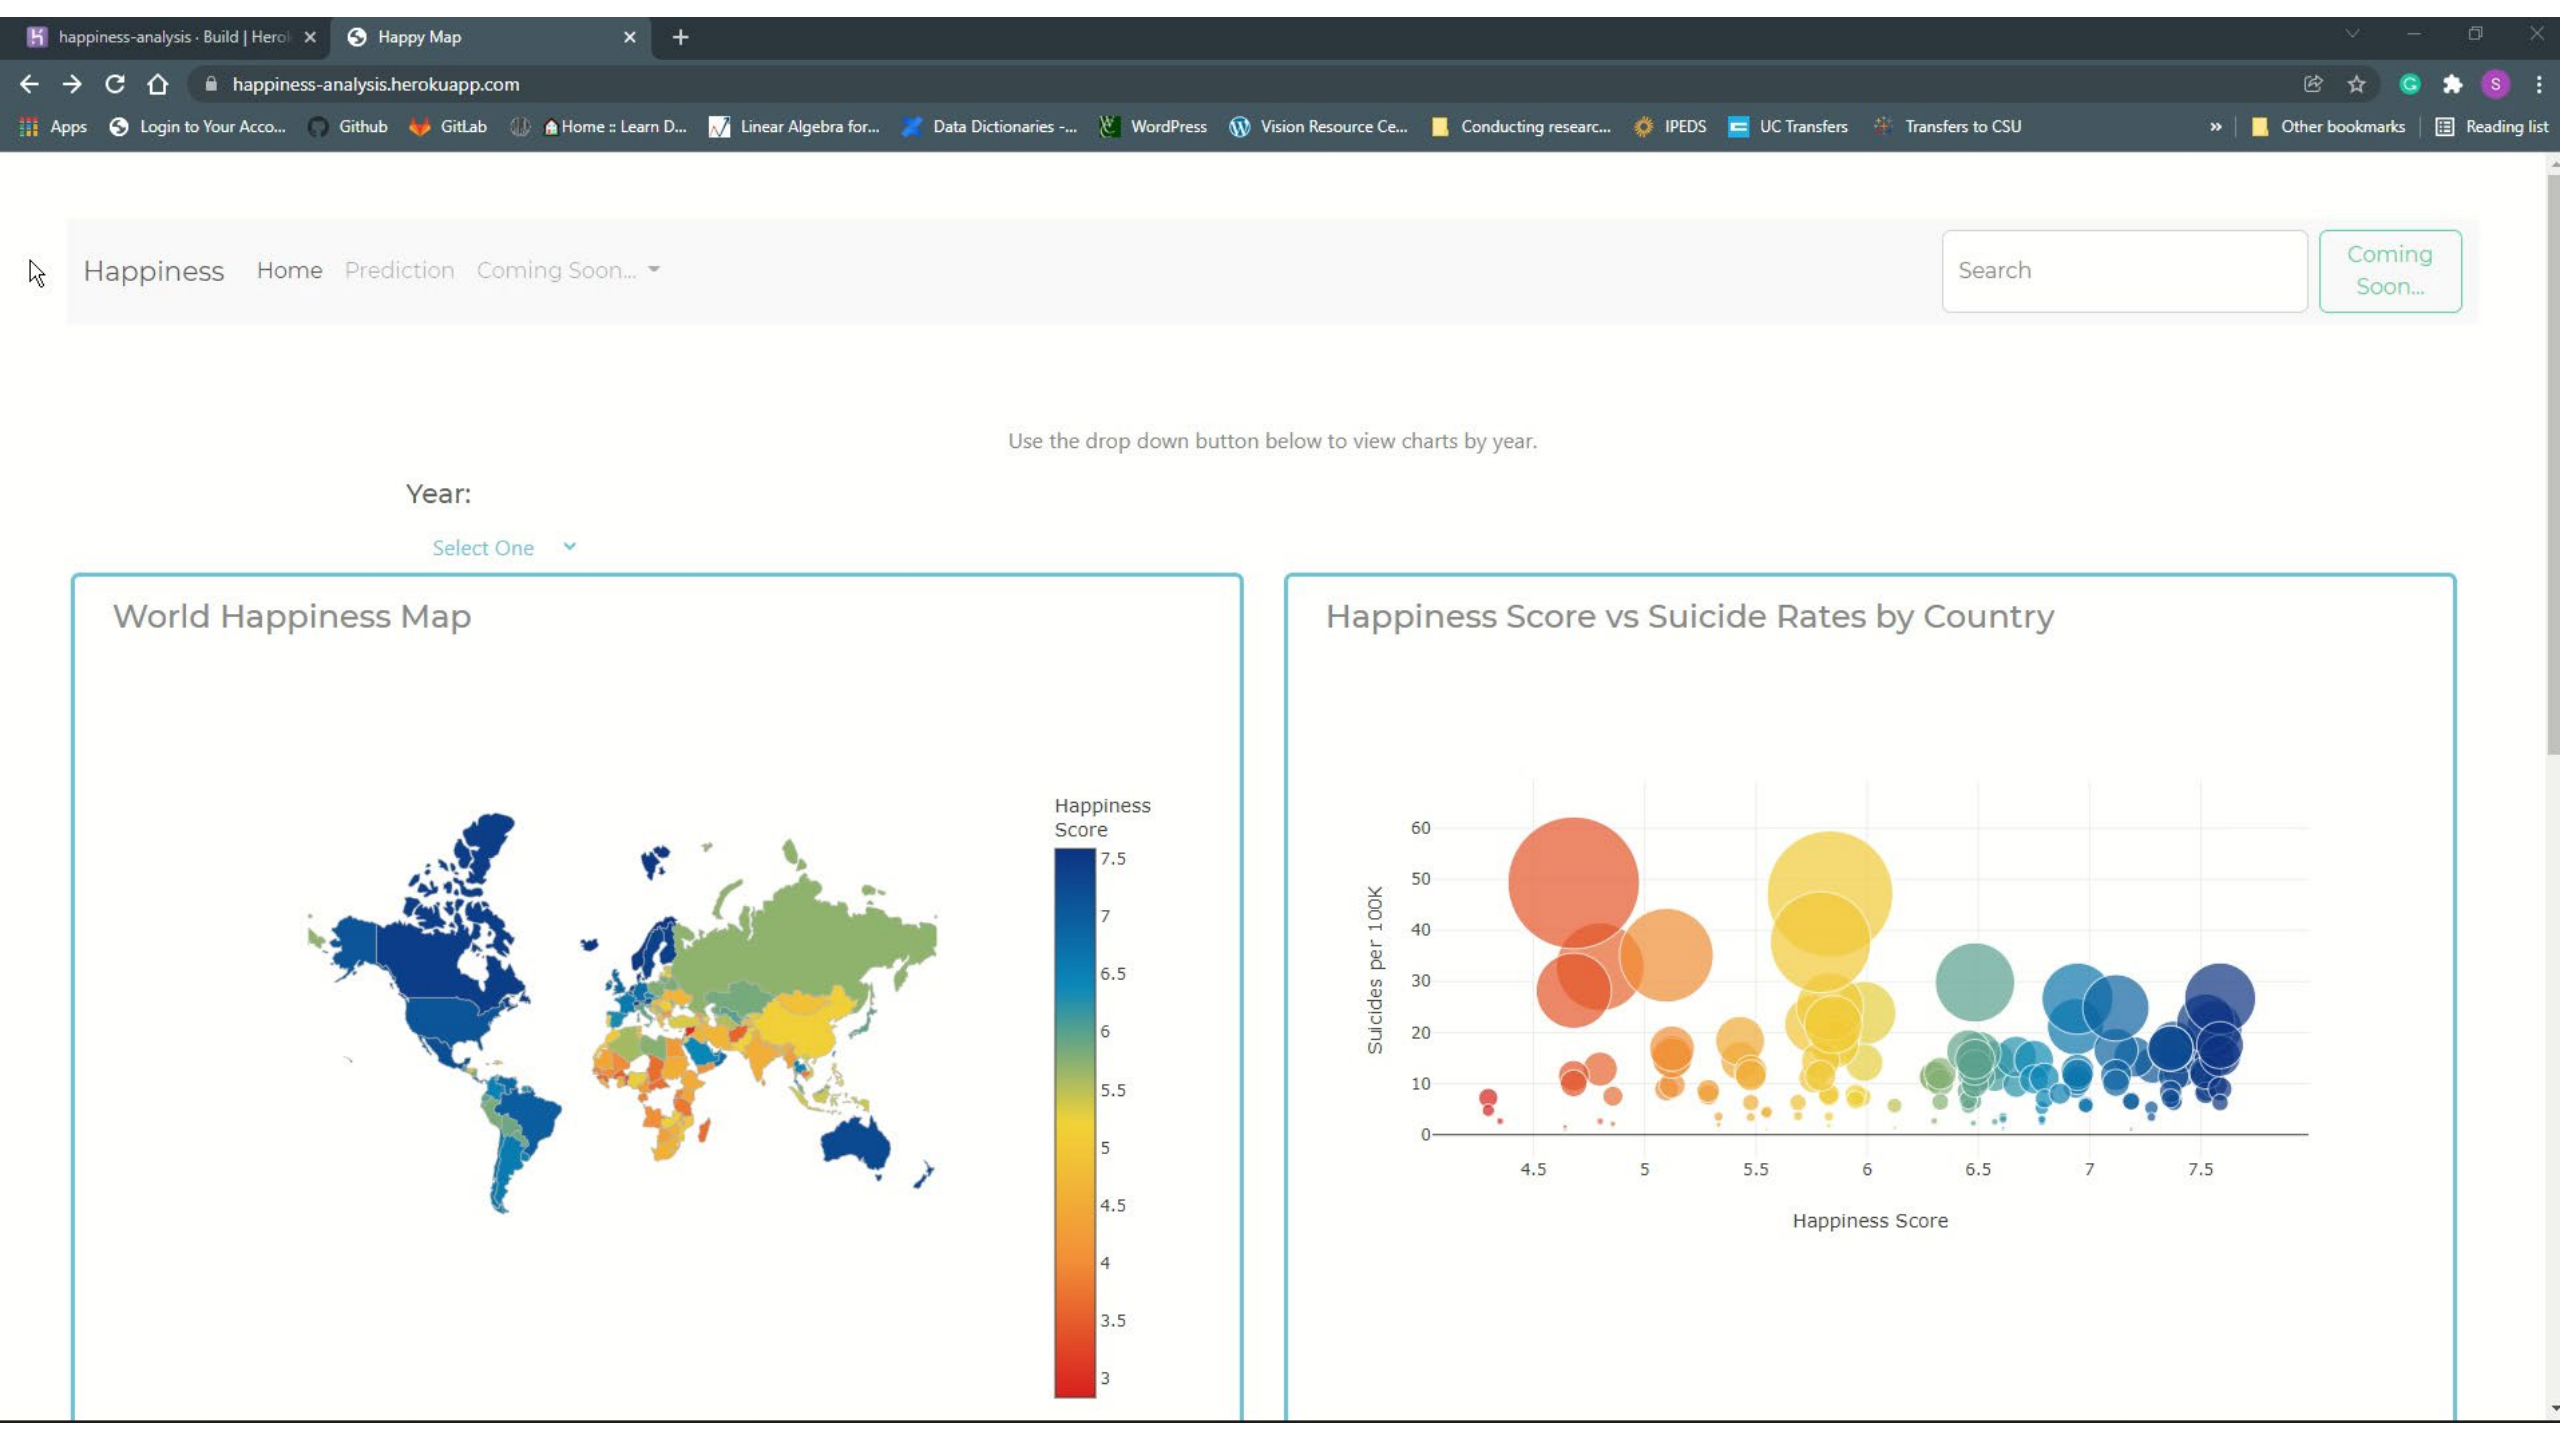 happiness-analysis · Build | Hero
Happy Map
happiness-analysis.herokuapp.com
S
G
Apps
Login to Your Acco...
Github
GitLab
Home :: Learn D...
Linear Algebra for...
Data Dictionaries -...
WordPress
Vision Resource Ce...
Conducting researc...
IPEDS
UC Transfers
Transfers to CSU
»
Other bookmarks
Reading list
Happiness
Home
Prediction
Coming Soon...
Search
Coming
Soon...
Use the drop down button below to view charts by year.
Year:
Select One
World Happiness Map
Happiness
Score
7.5
7
6.5
6
5.5
5
4.5
4
3.5
3
Happiness Score vs Suicide Rates by Country
Suicides per 100K
60
50
40
30
20
10
0
4.5
5
5.5
6
6.5
7
7.5
Happiness Score